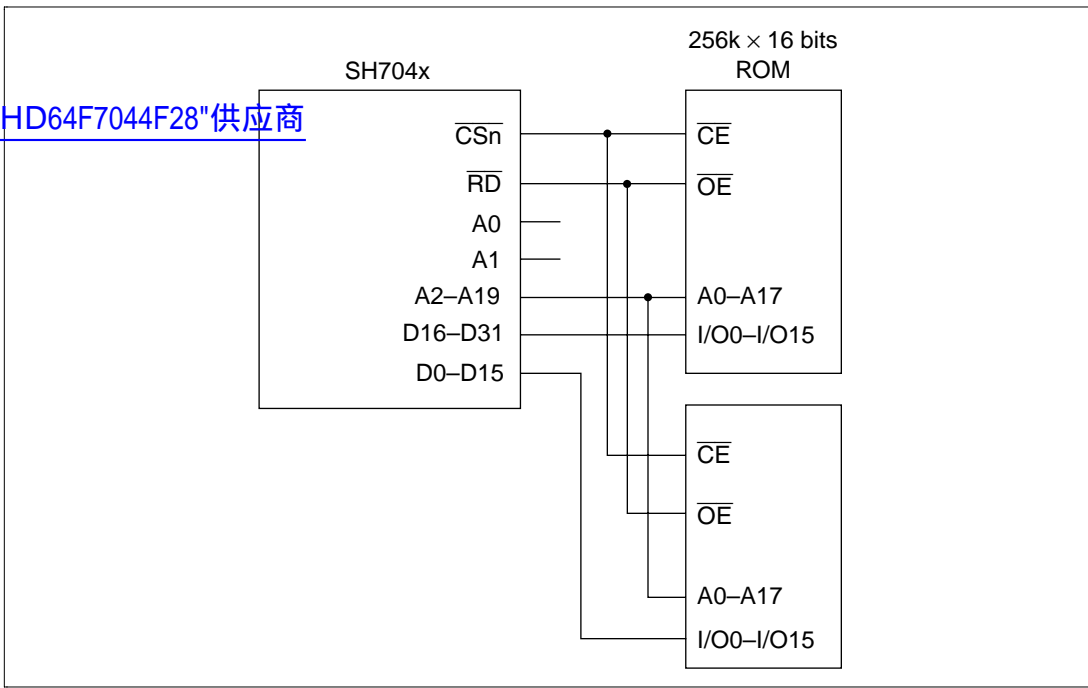 256k × 16 bits
ROM
SH704x
HD64F7044F28"供应商
CSn
RD
A0
A1
A2–A19
D16–D31
D0–D15
CE
OE
A0–A17
I/O0–I/O15
CE
OE
A0–A17
I/O0–I/O15